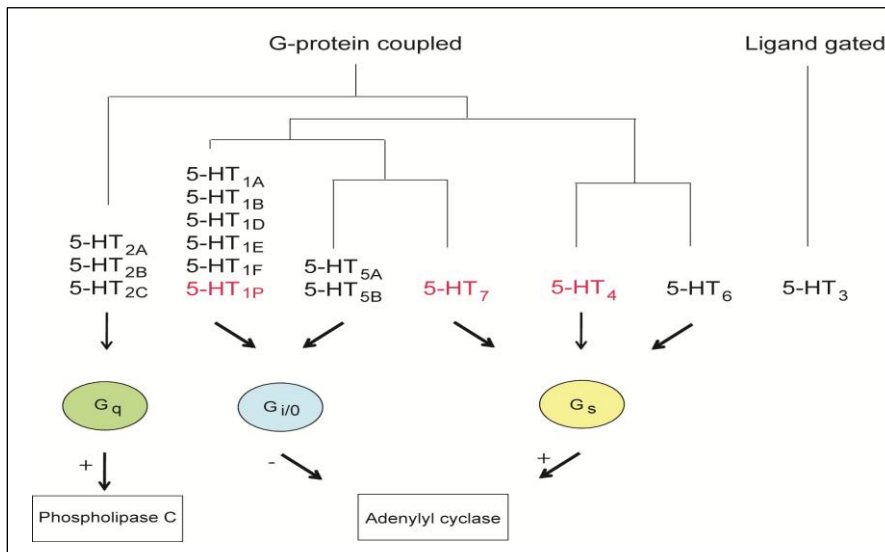 G-protein coupled
Ligand gated
5-HT1A
5-HT1B
5-HT1D
5-HT1E
5-HT1F
5-HT1P
5-HT2A
5-HT2B
5-HT2C
5-HT5A
5-HT5B
5-HT7
5-HT4
5-HT6
5-HT3
Gq
Gi/0
Gs
+
-
+
Phospholipase C
Adenylyl cyclase